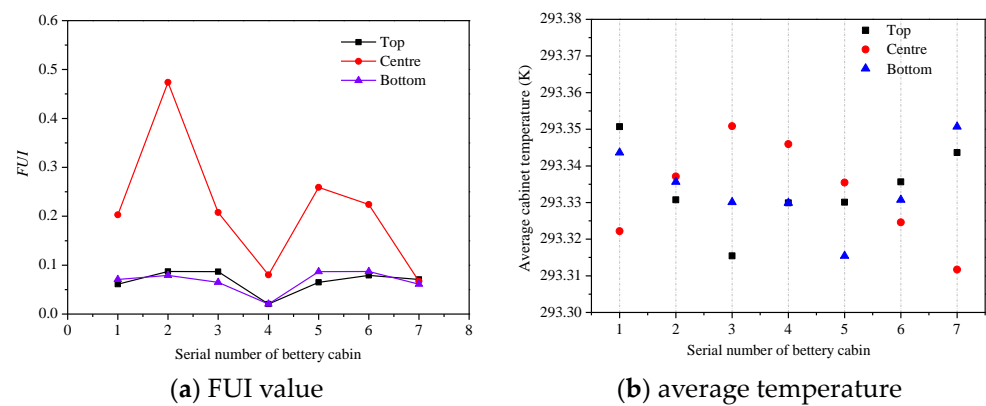 0.6
0.5
0.4
0.3
0.2
0.1
0.0
FUI
Top
Centre
Bottom
0 1 2 3 4 5 6 7 8
Serial number of bettery cabin
(a) FUI value
293.38
293.38
293.36
293.35
293.34
293.33
293.32
293.31
293.30
Average cabinet temperature (K)
Top
Centre
Bottom
1 2 3 4 5 6 7
Serial number of bettery cabin
(b) average temperature